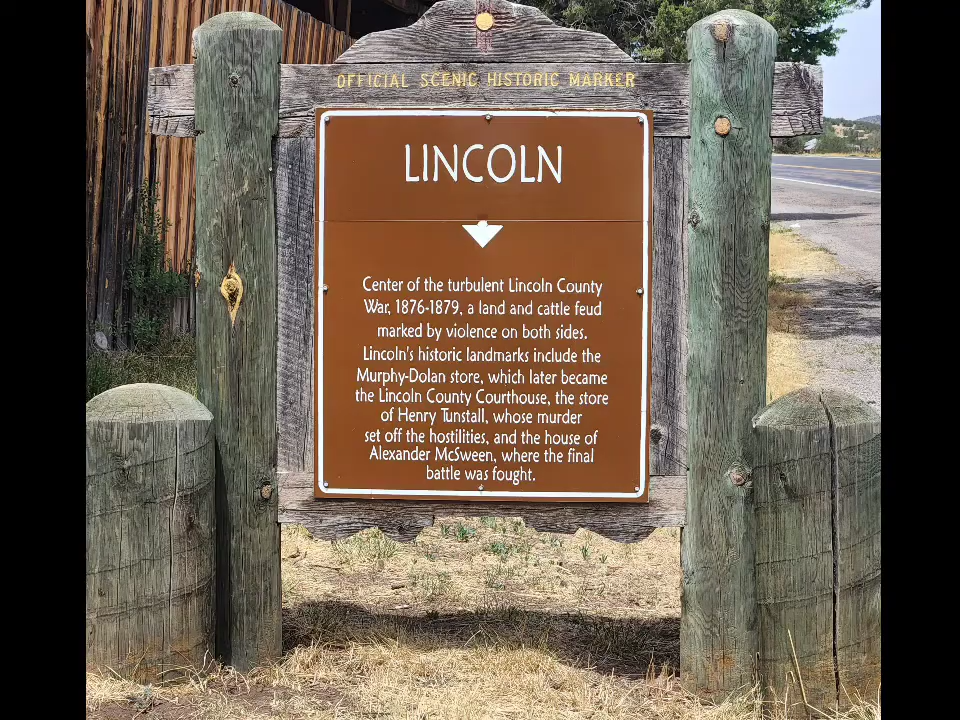 OFFICIAL SCENIC HISTORIC MARKER
LINCOLN
Center of the turbulent Lincoln County
War, 1876-1879, a land and cattle feud
marked by violence on both sides.
Lincoln's historic landmarks include the
Murphy-Dolan store, which later became
the Lincoln County Courthouse, the store
of Henry Tunstall, whose murder
set off the hostilities, and the house of
Alexander McSween, where the final
battle was fought.